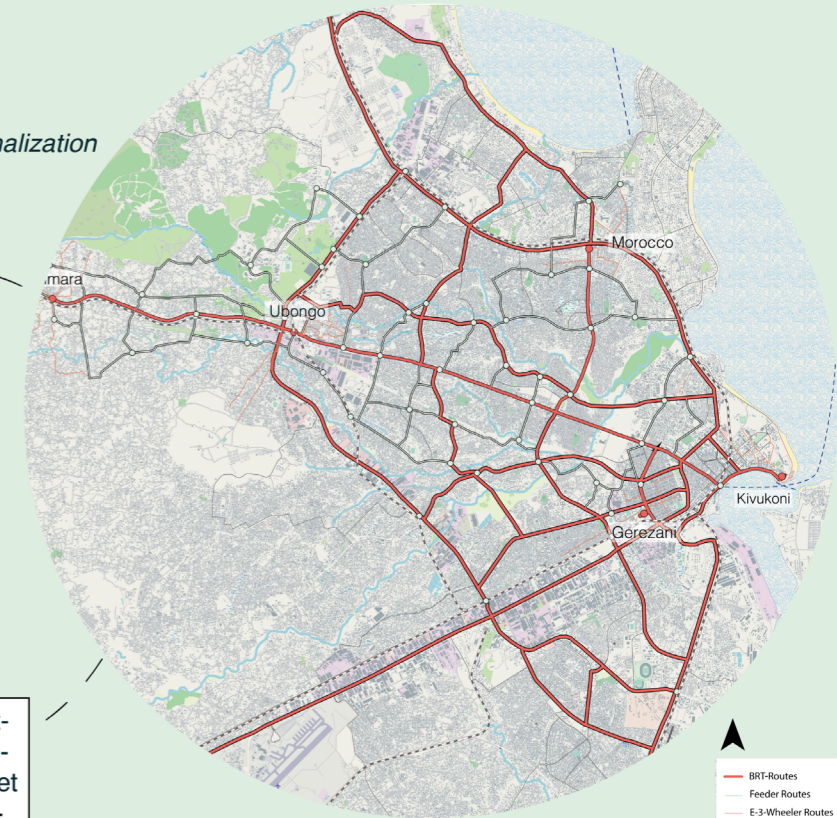 nalization
mara
Ubongo
Morocco
Kivukoni
Gerezani
BRT-Routes
Feeder Routes
E-3-Wheeler Routes
t-
-
et
-